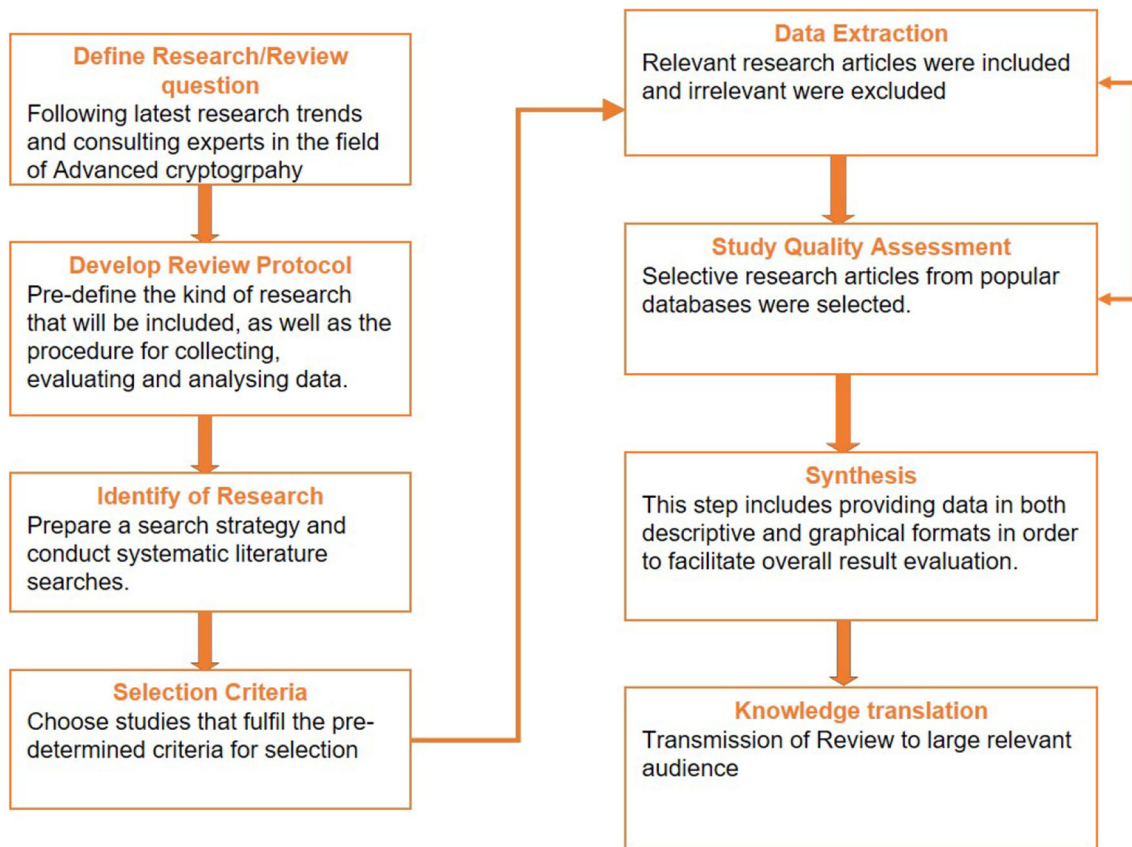 Define Research/Review
question
Following latest research trends
and consulting experts in the field
of Advanced cryptogrpahy
Develop Review Protocol
Pre-define the kind of research
that will be included, as well as the
procedure for collecting,
evaluating and analysing data.
Identify of Research
Prepare a search strategy and
conduct systematic literature
searches.
Selection Criteria
Choose studies that fulfil the pre-
determined criteria for selection
Data Extraction
Relevant research articles were included
and irrelevant were excluded
Study Quality Assessment
Selective research articles from popular
databases were selected.
Synthesis
This step includes providing data in both
descriptive and graphical formats in order
to facilitate overall result evaluation.
Knowledge translation
Transmission of Review to large relevant
audience